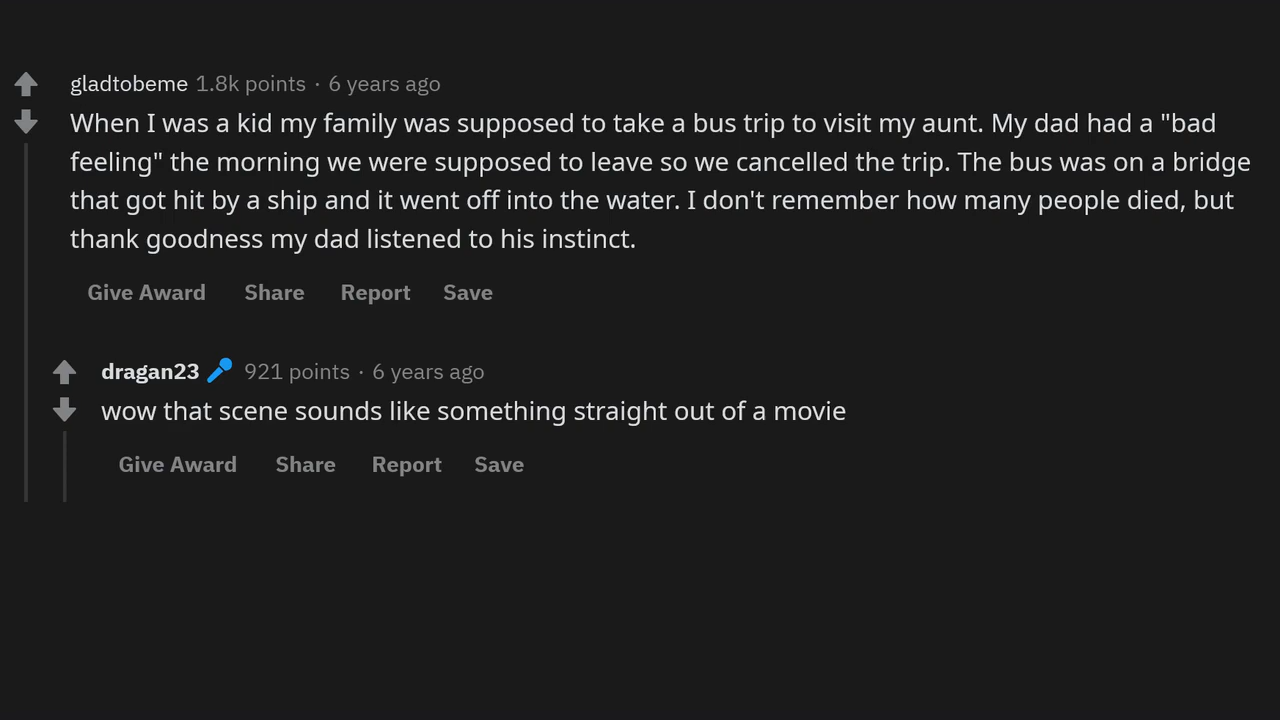 gladtobeme 1.8k points · 6 years ago
When I was a kid my family was supposed to take a bus trip to visit my aunt. My dad had a "bad
feeling" the morning we were supposed to leave so we cancelled the trip. The bus was on a bridge
that got hit by a ship and it went off into the water. I don't remember how many people died, but
thank goodness my dad listened to his instinct.
Give Award Share Report Save
dragan23 921 points · 6 years ago
wow that scene sounds like something straight out of a movie
Give Award Share Report Save